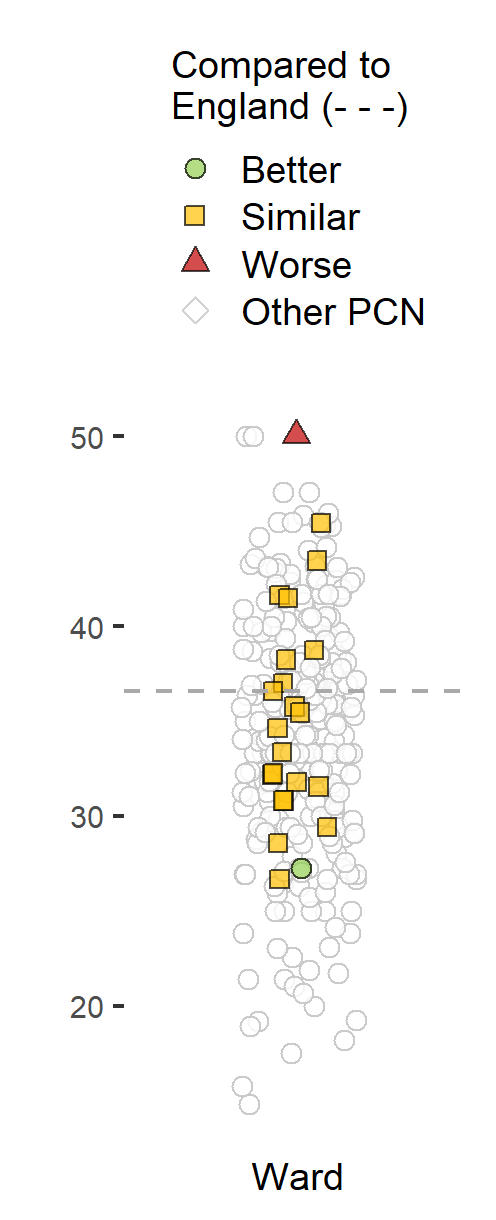 Compared to
England (- - -)
Better
Similar
Worse
Other PCN
50
40
30
20
Ward